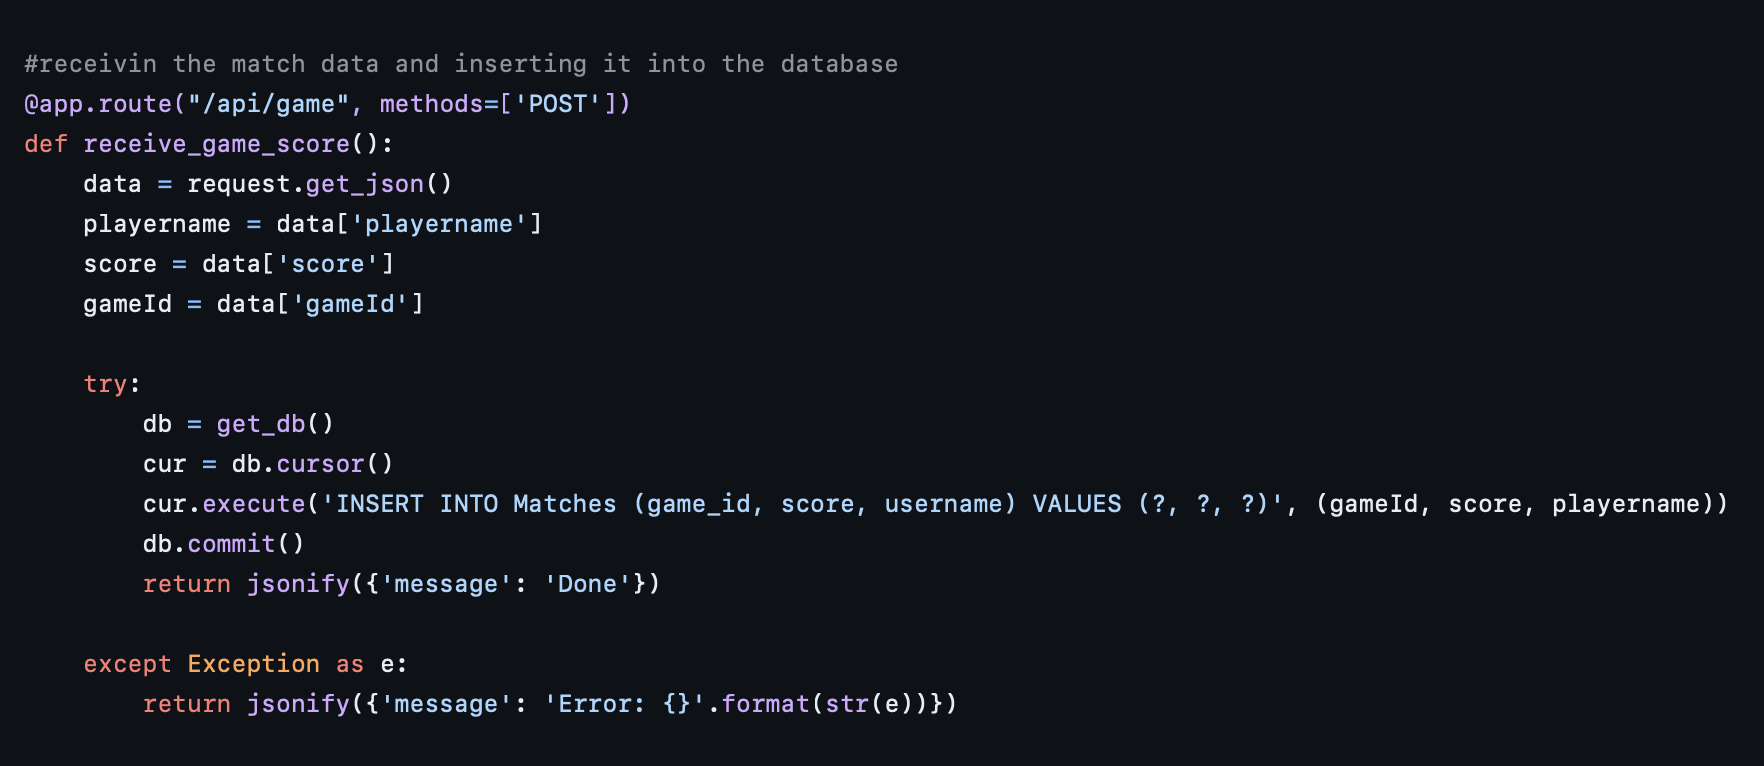 #receivin the match data and inserting it into the database
@app.route("/api/game", methods=['POST'])
def receive_game_score():
    data = request.get_json()
    playername = data['playername']
    score = data['score']
    gameId = data['gameId']

    try:
        db = get_db()
        cur = db.cursor()
        cur.execute('INSERT INTO Matches (game_id, score, username) VALUES (?, ?, ?)', (gameId, score, playername))
        db.commit()
        return jsonify({'message': 'Done'})

    except Exception as e:
        return jsonify({'message': 'Error: {}'.format(str(e))})